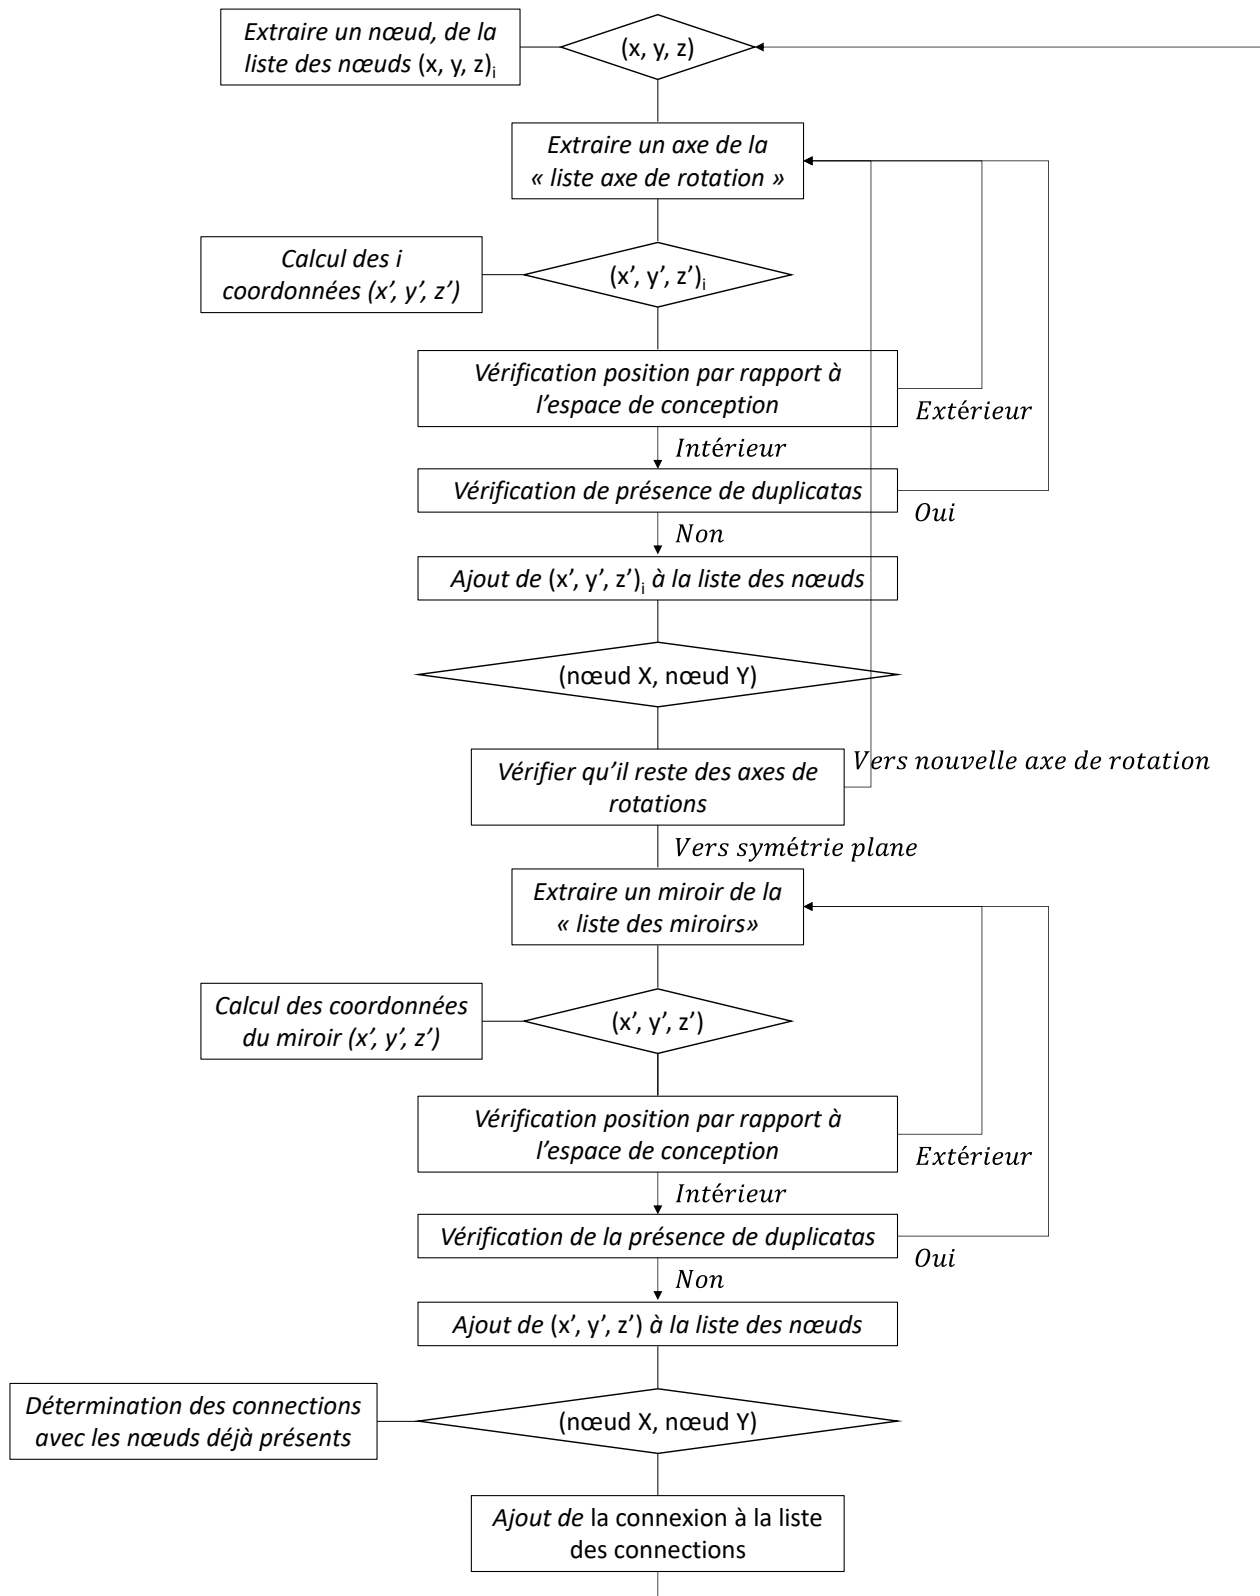 Extraire un nœud, de la
liste des nœuds (x, y, z)i
(x, y, z)
Extraire un axe de la
« liste axe de rotation »
Calcul des i
coordonnées (x’, y’, z’)
(x’, y’, z’)i
Vérification position par rapport à
l’espace de conception
Extérieur
Intérieur
Vérification de présence de duplicatas
Oui
Non
Ajout de (x’, y’, z’)i à la liste des nœuds
(nœud X, nœud Y)
Vérifier qu’il reste des axes de
rotations
Vers nouvelle axe de rotation
Vers symétrie plane
Extraire un miroir de la
« liste des miroirs»
Calcul des coordonnées
du miroir (x’, y’, z’)
(x’, y’, z’)
Vérification position par rapport à
l’espace de conception
Extérieur
Intérieur
Vérification de la présence de duplicatas
Oui
Non
Ajout de (x’, y’, z’) à la liste des nœuds
Détermination des connections
avec les nœuds déjà présents
(nœud X, nœud Y)
Ajout de la connexion à la liste
des connections